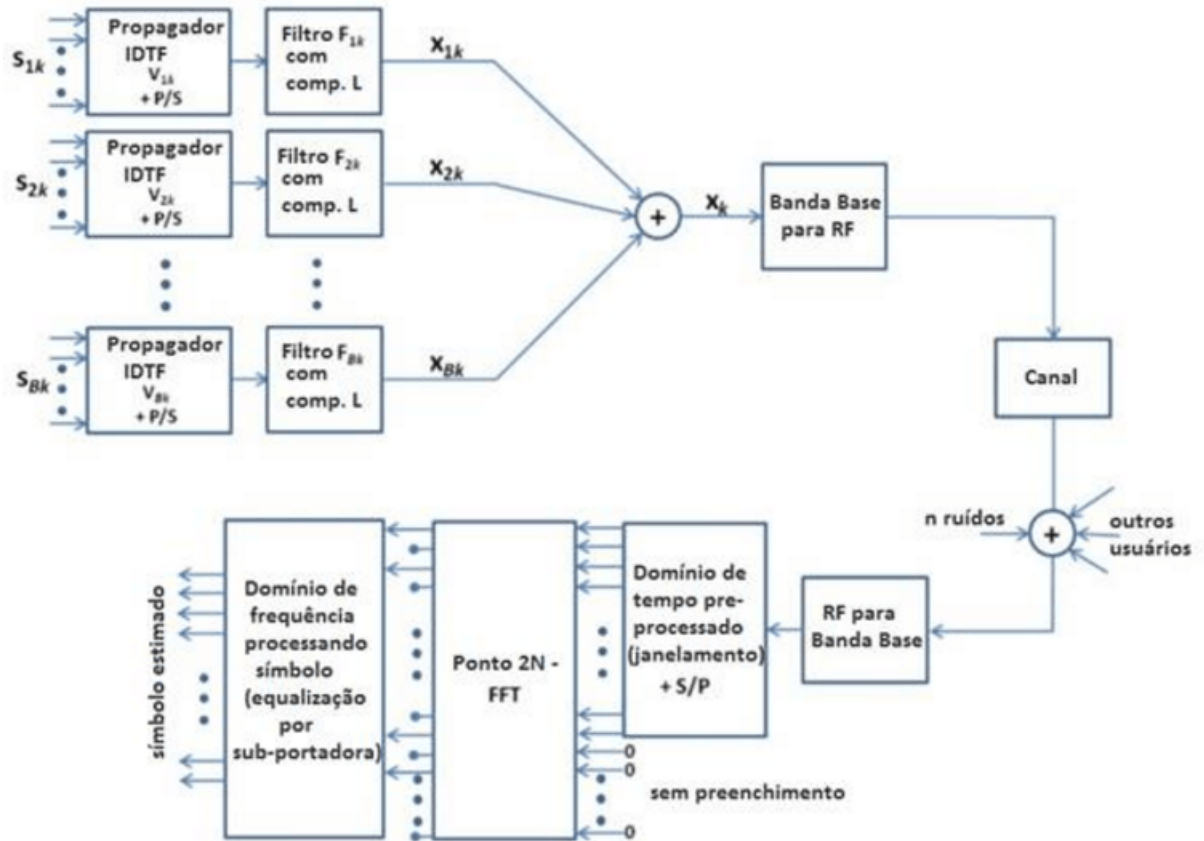 S1k
Propagador
IDTF
V1k
+ P/S
Filtro F1k
com
comp. L
X1k
S2k
Propagador
IDTF
V2k
+ P/S
Filtro F2k
com
comp. L
X2k
SBk
Propagador
IDTF
VBk
+ P/S
Filtro FBk
com
comp. L
XBk
+
Xk
Banda Base
para RF
Canal
n ruídos
+
outros
usuários
RF para
Banda Base
Domínio de
tempo pre-
processado
(janelamento)
+ S/P
0
0
0
sem preenchimento
Ponto 2N -
FFT
Domínio de
frequência
processando
símbolo
(equalização
por
sub-portadora)
símbolo estimado